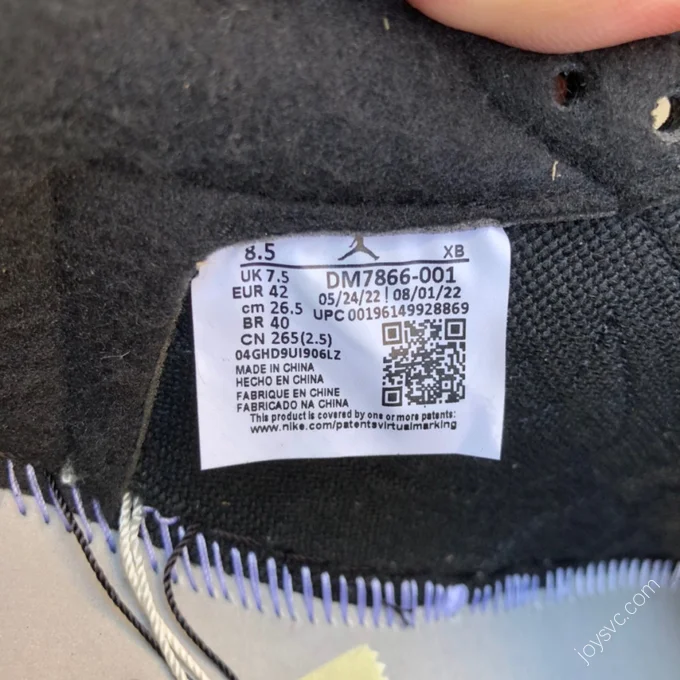 8.5 XB
UK 7.5 DM7866-001
EUR 42 05/24/22 | 08/01/22
cm 26.5 UPC 00196149928869
BR 40
CN 265(2.5)
04GHD9UI906LZ
MADE IN CHINA
HECHO EN CHINA
FABRIQUE EN CHINE
FABRICADO NA CHINA
This product is covered by one or more patents:
www.nike.com/patentsvirtualmarking
joysvc.com